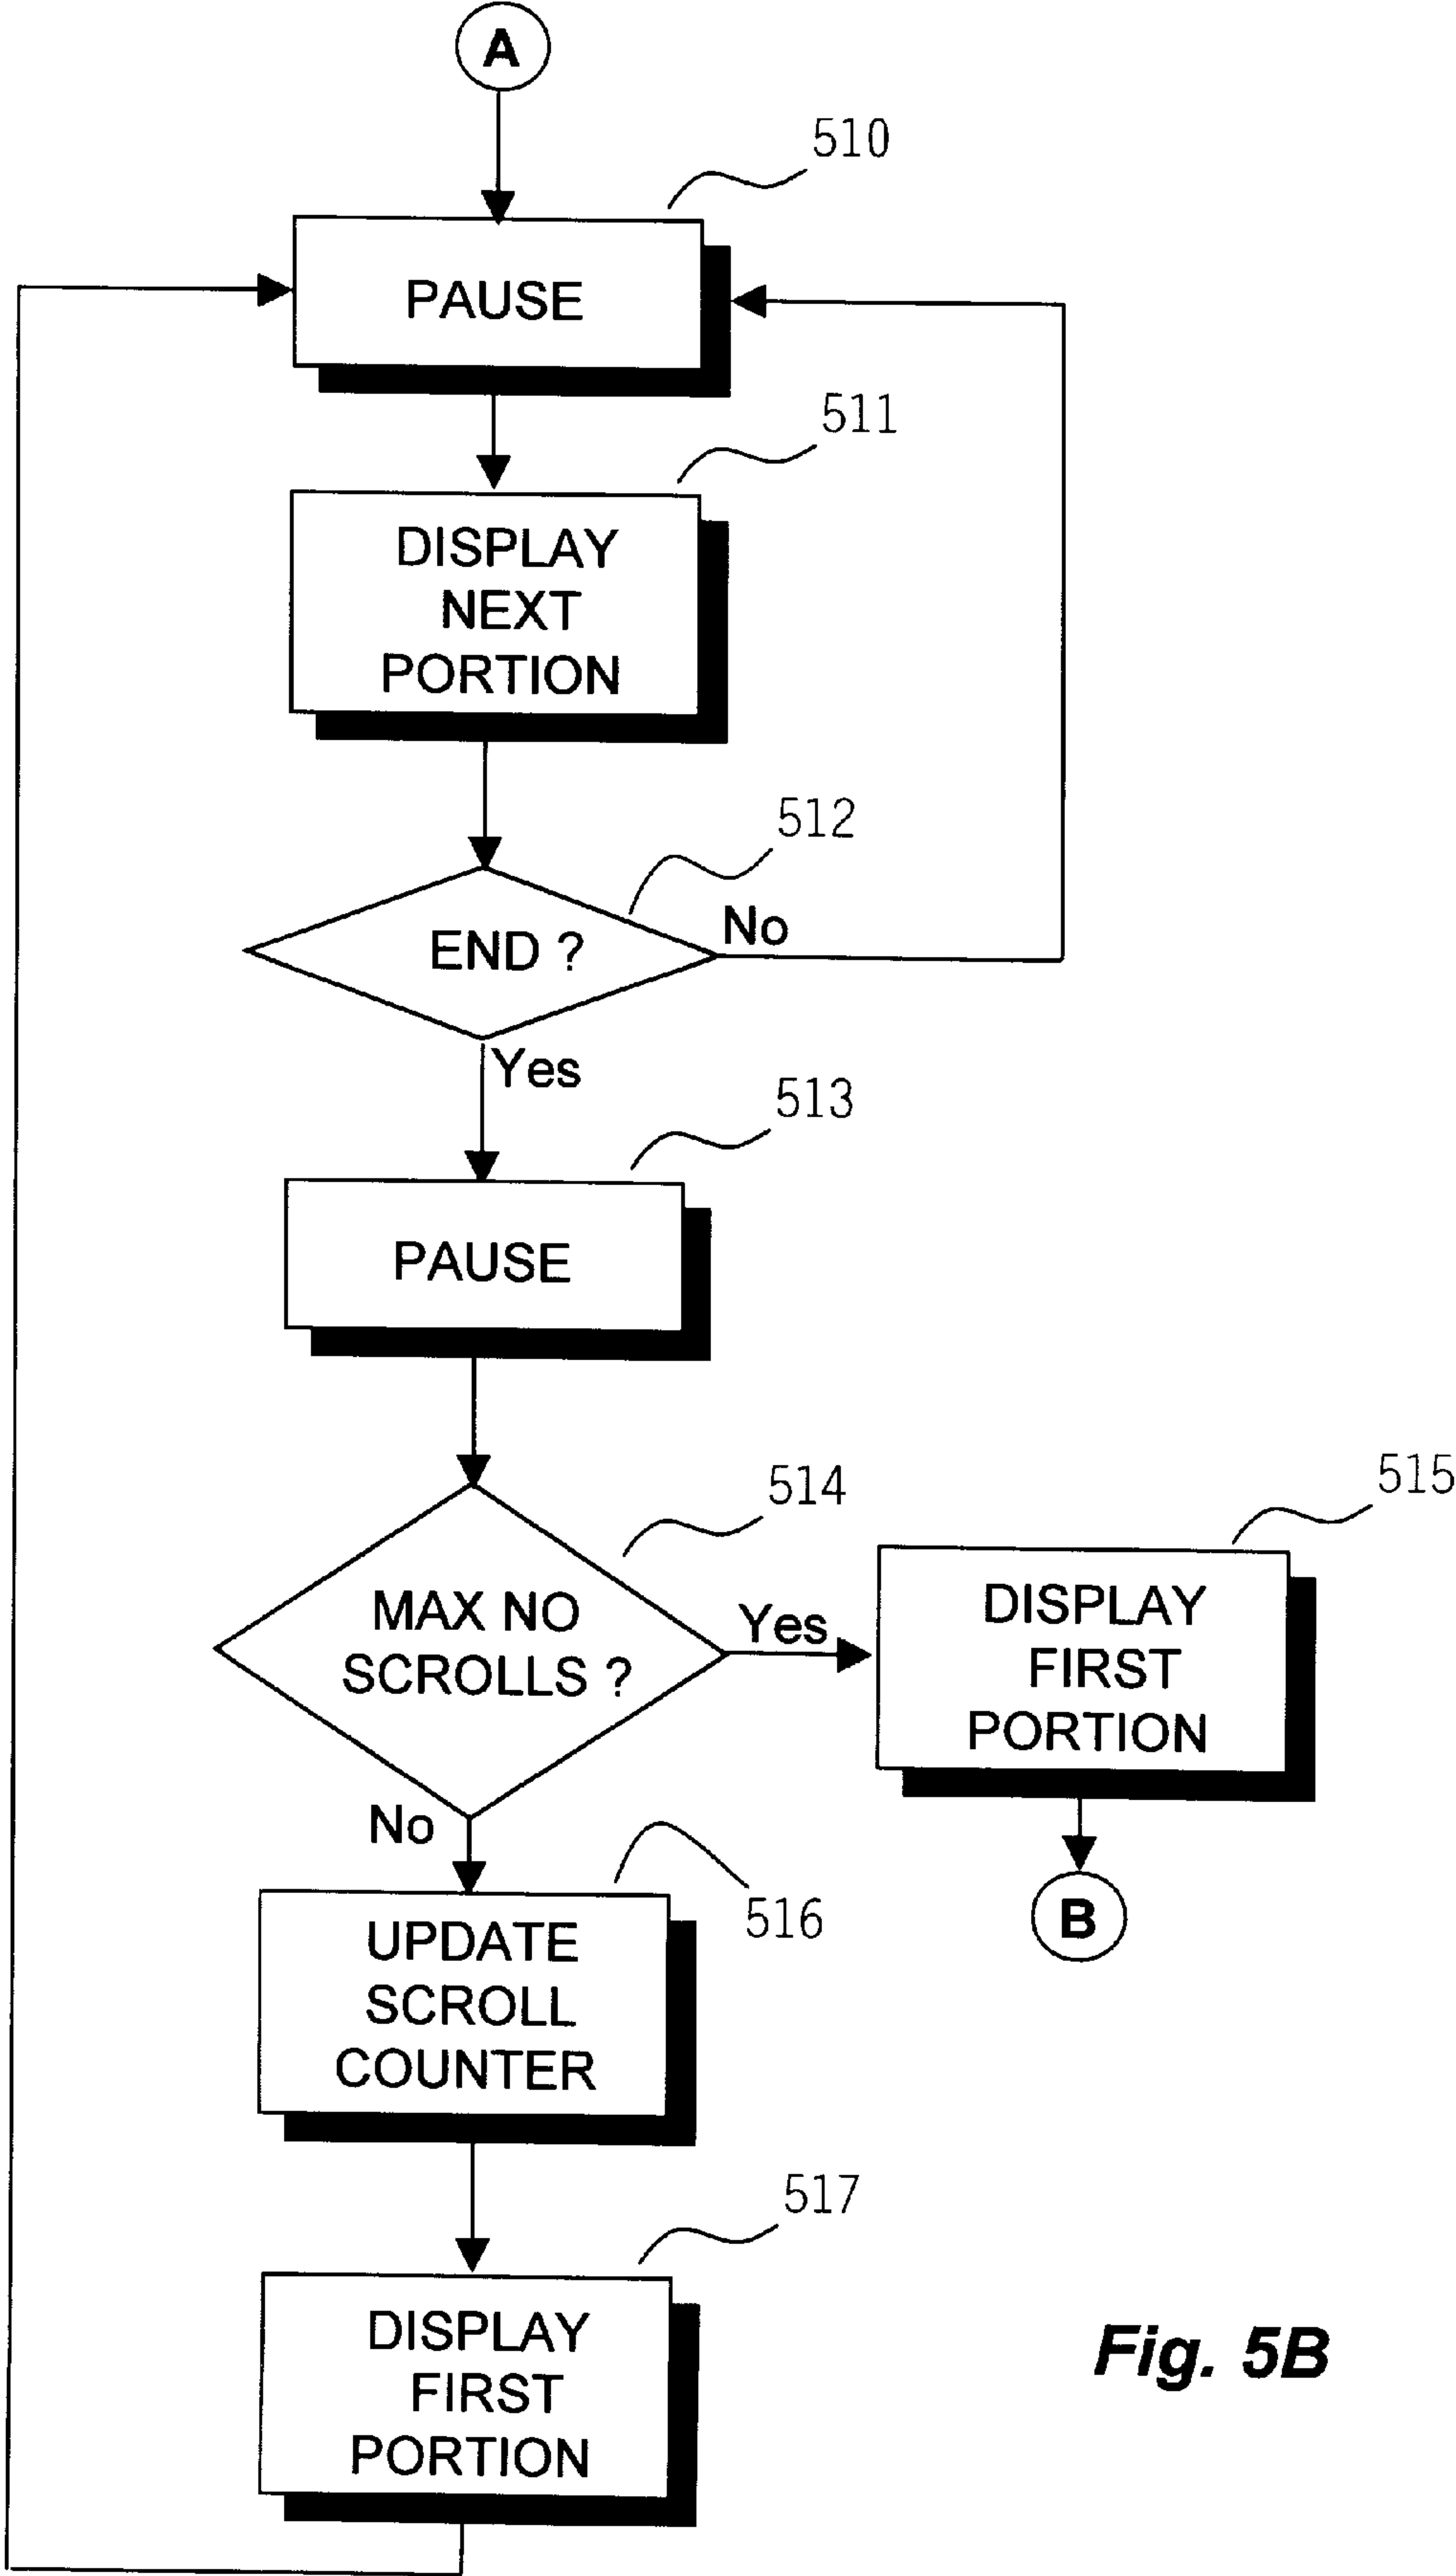 A
510
PAUSE
511
DISPLAY
NEXT
PORTION
512
END ?
No
Yes
513
PAUSE
514
515
MAX NO
SCROLLS ?
Yes
DISPLAY
FIRST
PORTION
No
516
B
UPDATE
SCROLL
COUNTER
517
DISPLAY
FIRST
PORTION
Fig. 5B